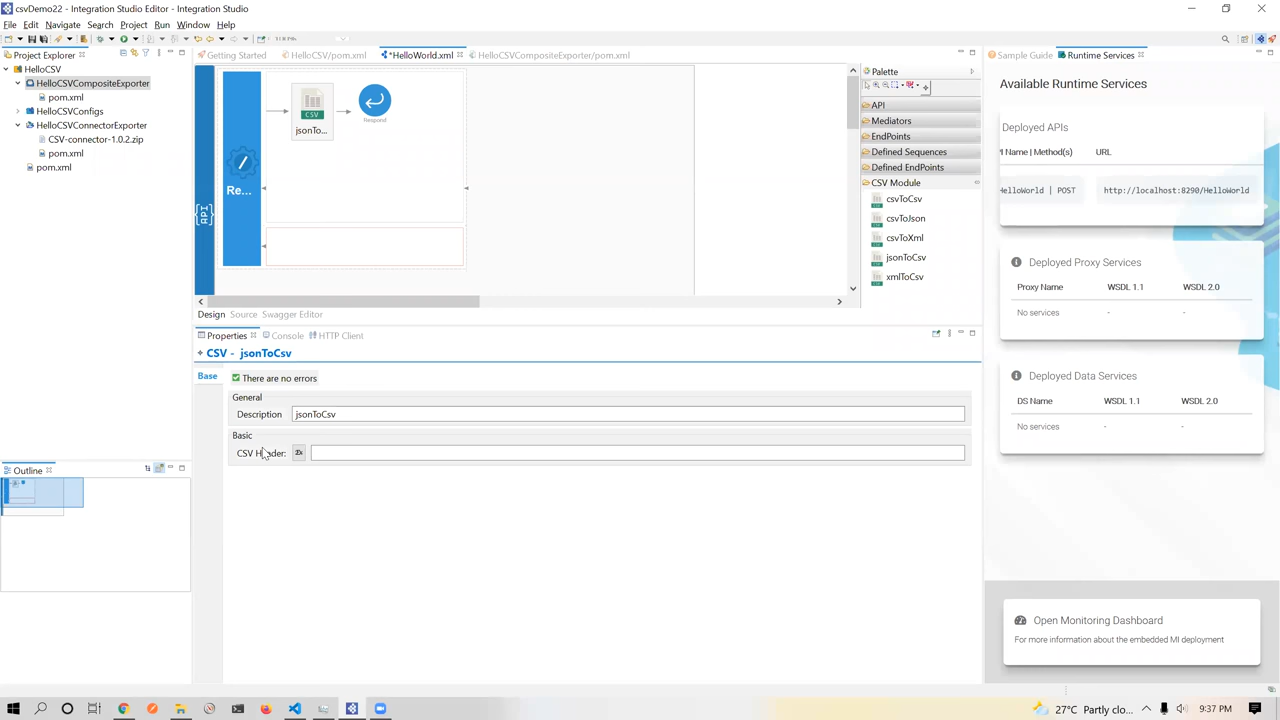 csvDemo22 - Integration Studio Editor - Integration Studio
File Edit Navigate Search Project Run Window Help
Project Explorer
HelloCSV
HelloCSVCompositeExporter
pom.xml
HelloCSVConfigs
HelloCSVConnectorExporter
CSV-connector-1.0.2.zip
pom.xml
pom.xml
Outline
Getting Started HelloCSV/pom.xml *HelloWorld.xml HelloCSVCompositeExporter/pom.xml
{API}
Re...
CSV
jsonTo...
Respond
Palette
API
Mediators
EndPoints
Defined Sequences
Defined EndPoints
CSV Module
csvToCsv
csvToJson
csvToXml
jsonToCsv
xmlToCsv
Design Source Swagger Editor
Properties Console HTTP Client
CSV - jsonToCsv
Base
There are no errors
General
Description jsonToCsv
Basic
CSV Header:
Sample Guide Runtime Services
Available Runtime Services
Deployed APIs
I Name | Method(s) URL
HelloWorld | POST http://localhost:8290/HelloWorld
Deployed Proxy Services
Proxy Name WSDL 1.1 WSDL 2.0
No services - -
Deployed Data Services
DS Name WSDL 1.1 WSDL 2.0
No services - -
Open Monitoring Dashboard
For more information about the embedded MI deployment
27°C Partly clo... 9:37 PM